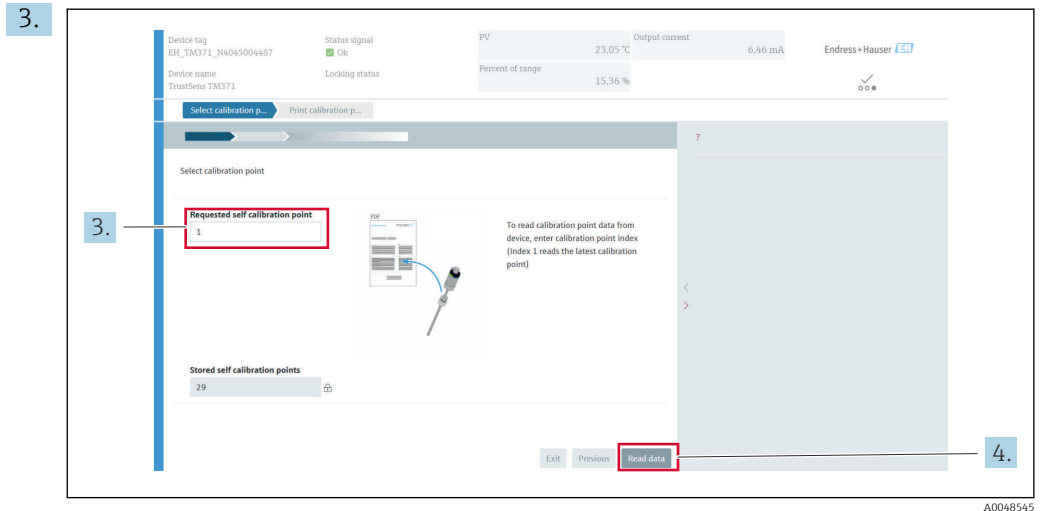 3.
Device tag
EH_TM371_N4045004487
Status signal
Ok
PV
23,05 °C
Output current
6,46 mA
Endress+Hauser EH
Device name
TrustSens TM371
Locking status
Percent of range
15,36 %
Select calibration p...
Print calibration p...
?
Select calibration point
3.
Requested self calibration point
1
PDF
To read calibration point data from
device, enter calibration point index
(Index 1 reads the latest calibration
point)
<
>
Stored self calibration points
29
Exit
Previous
Read data
4.
A0048545